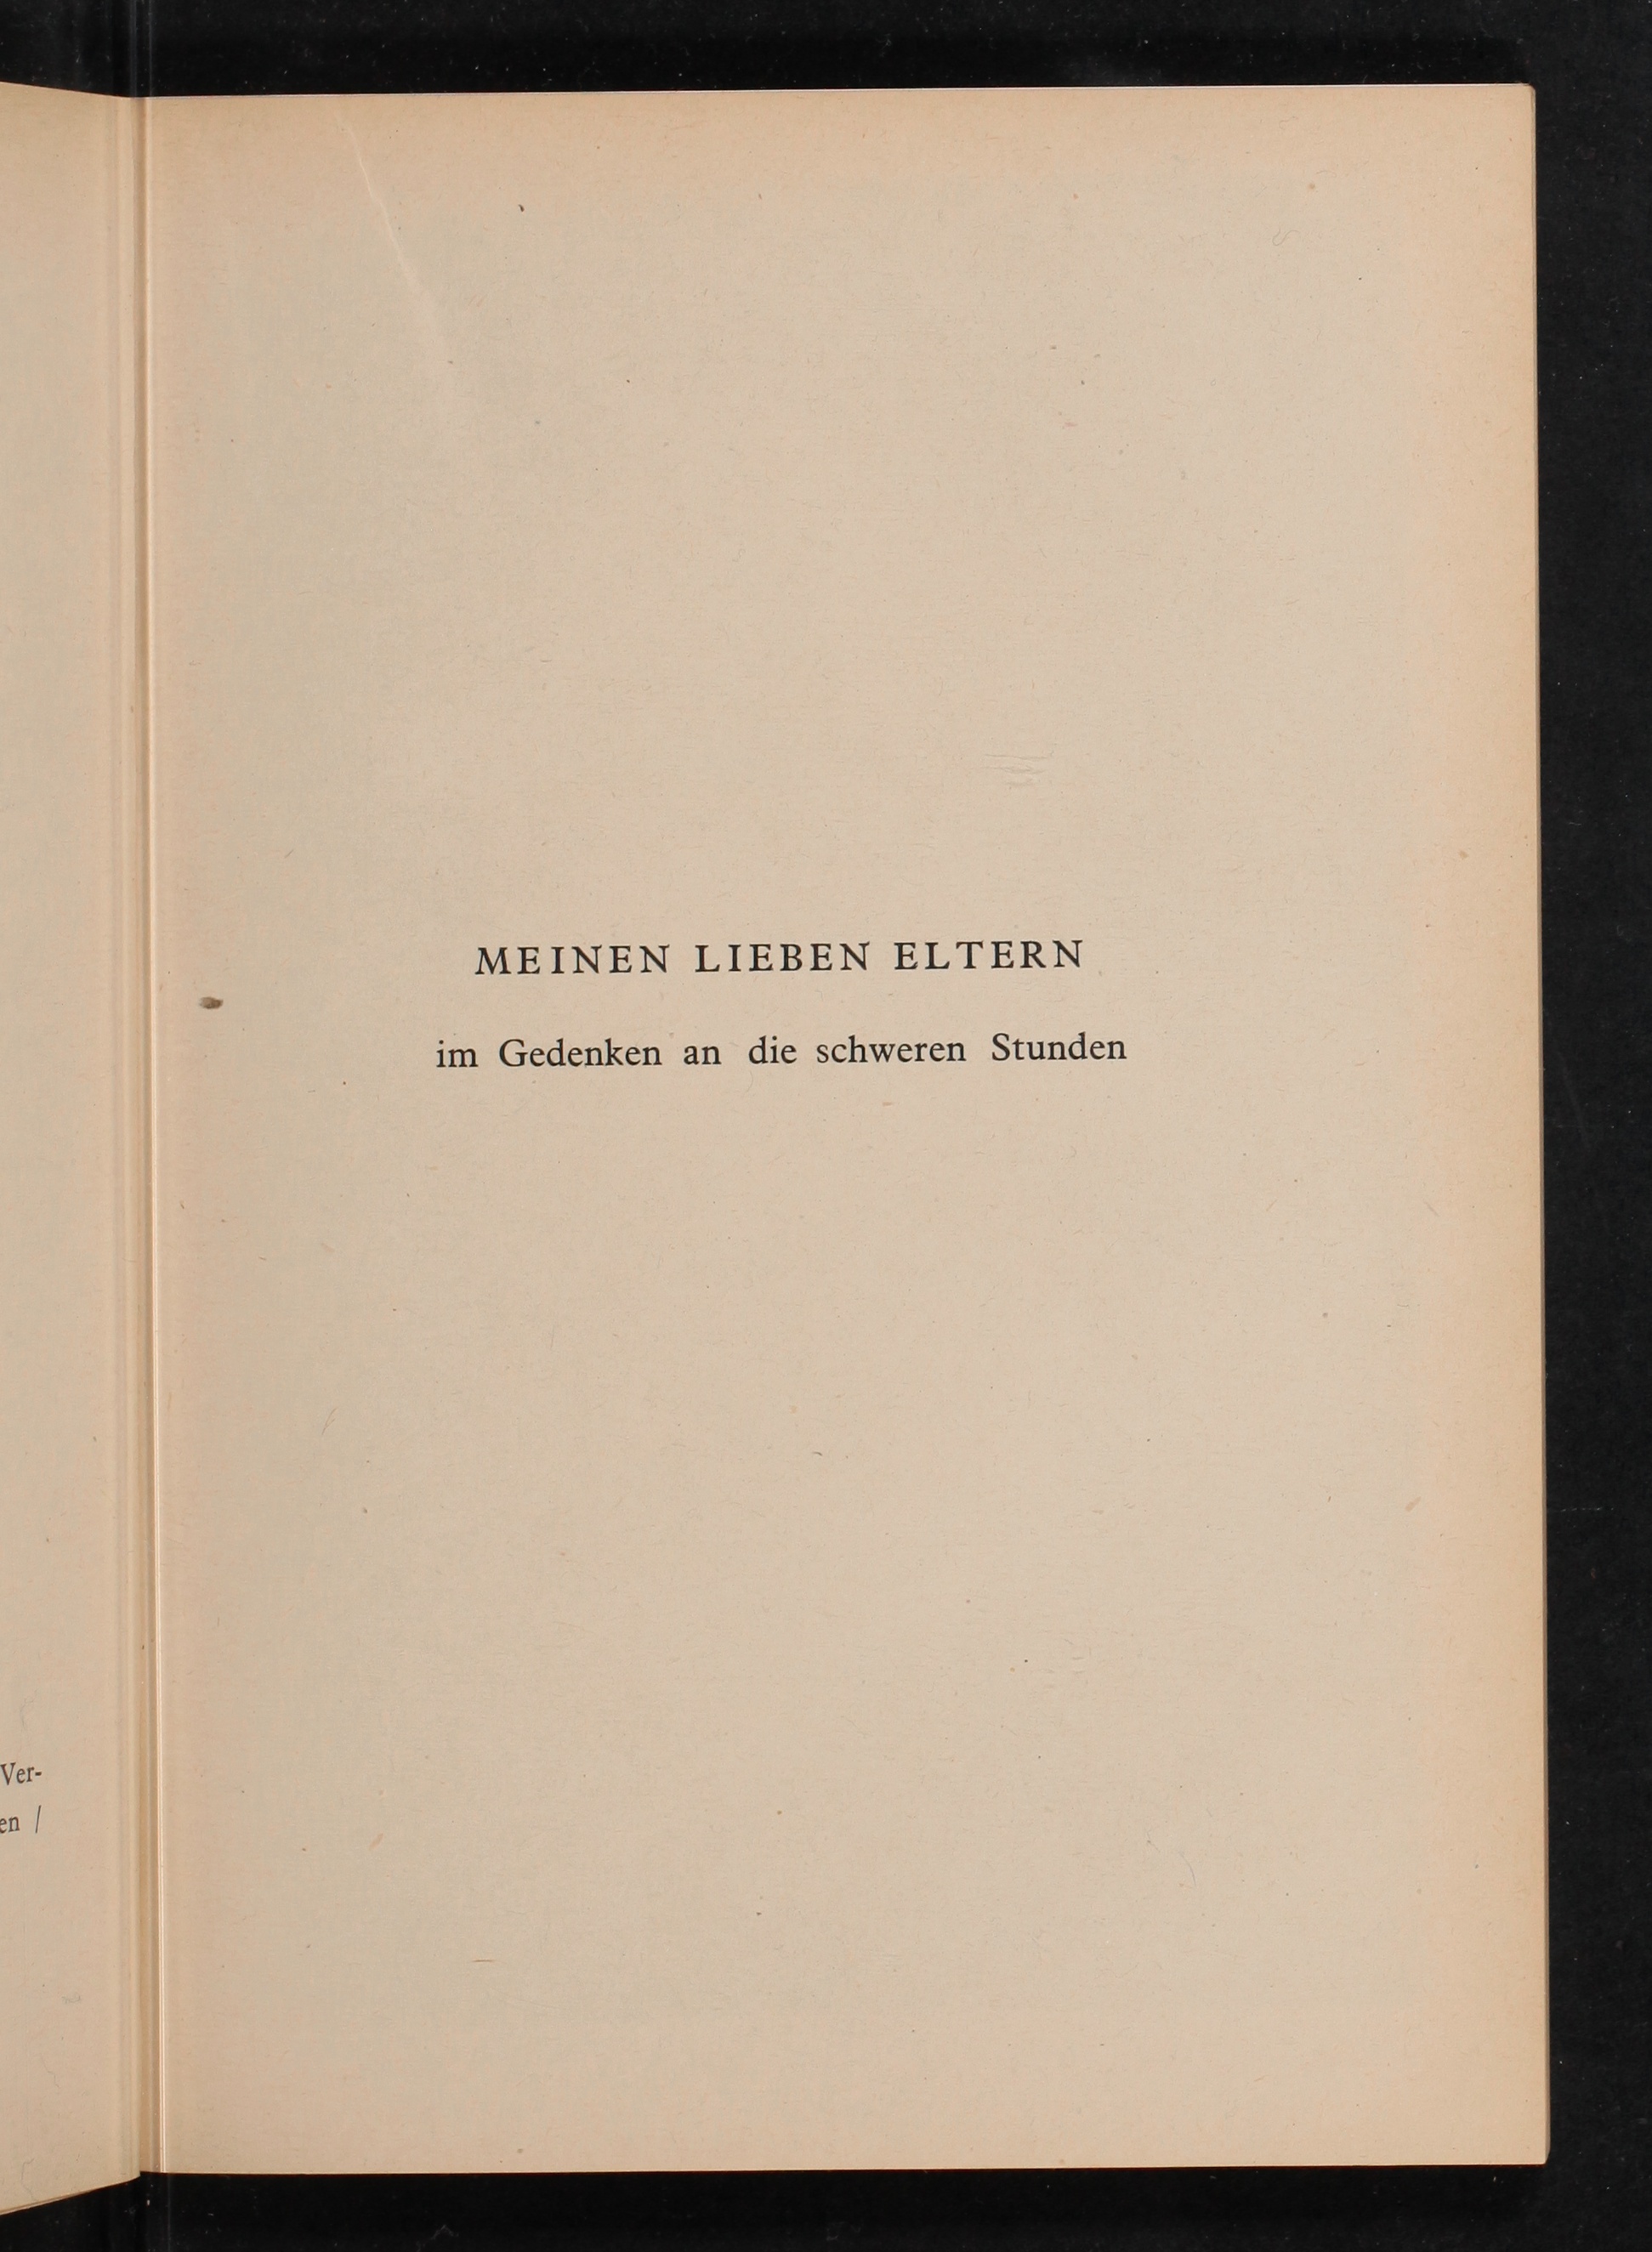 Ver-
en /
MEINEN LIEBEN ELTERN
im Gedenken an die schweren Stunden